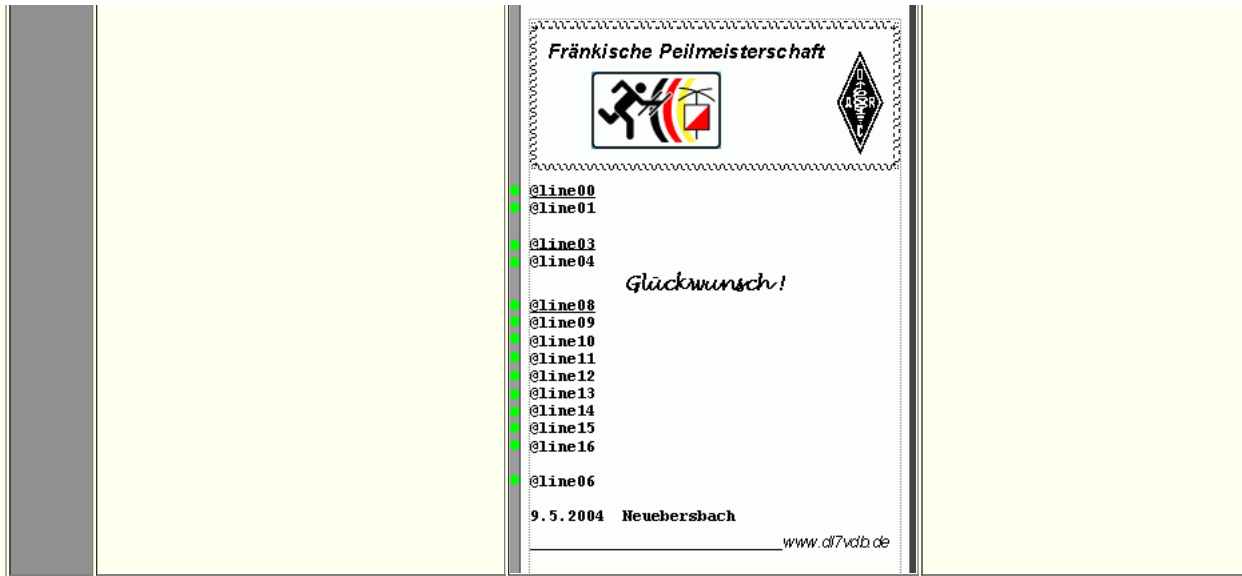 Fränkische Peilmeisterschaft
D
A R
C
@line00
@line01
@line03
@line04
Glückwunsch!
@line08
@line09
@line10
@line11
@line12
@line13
@line14
@line15
@line16
@line06
9.5.2004 Neuebersbach
www.dl7vdb.de